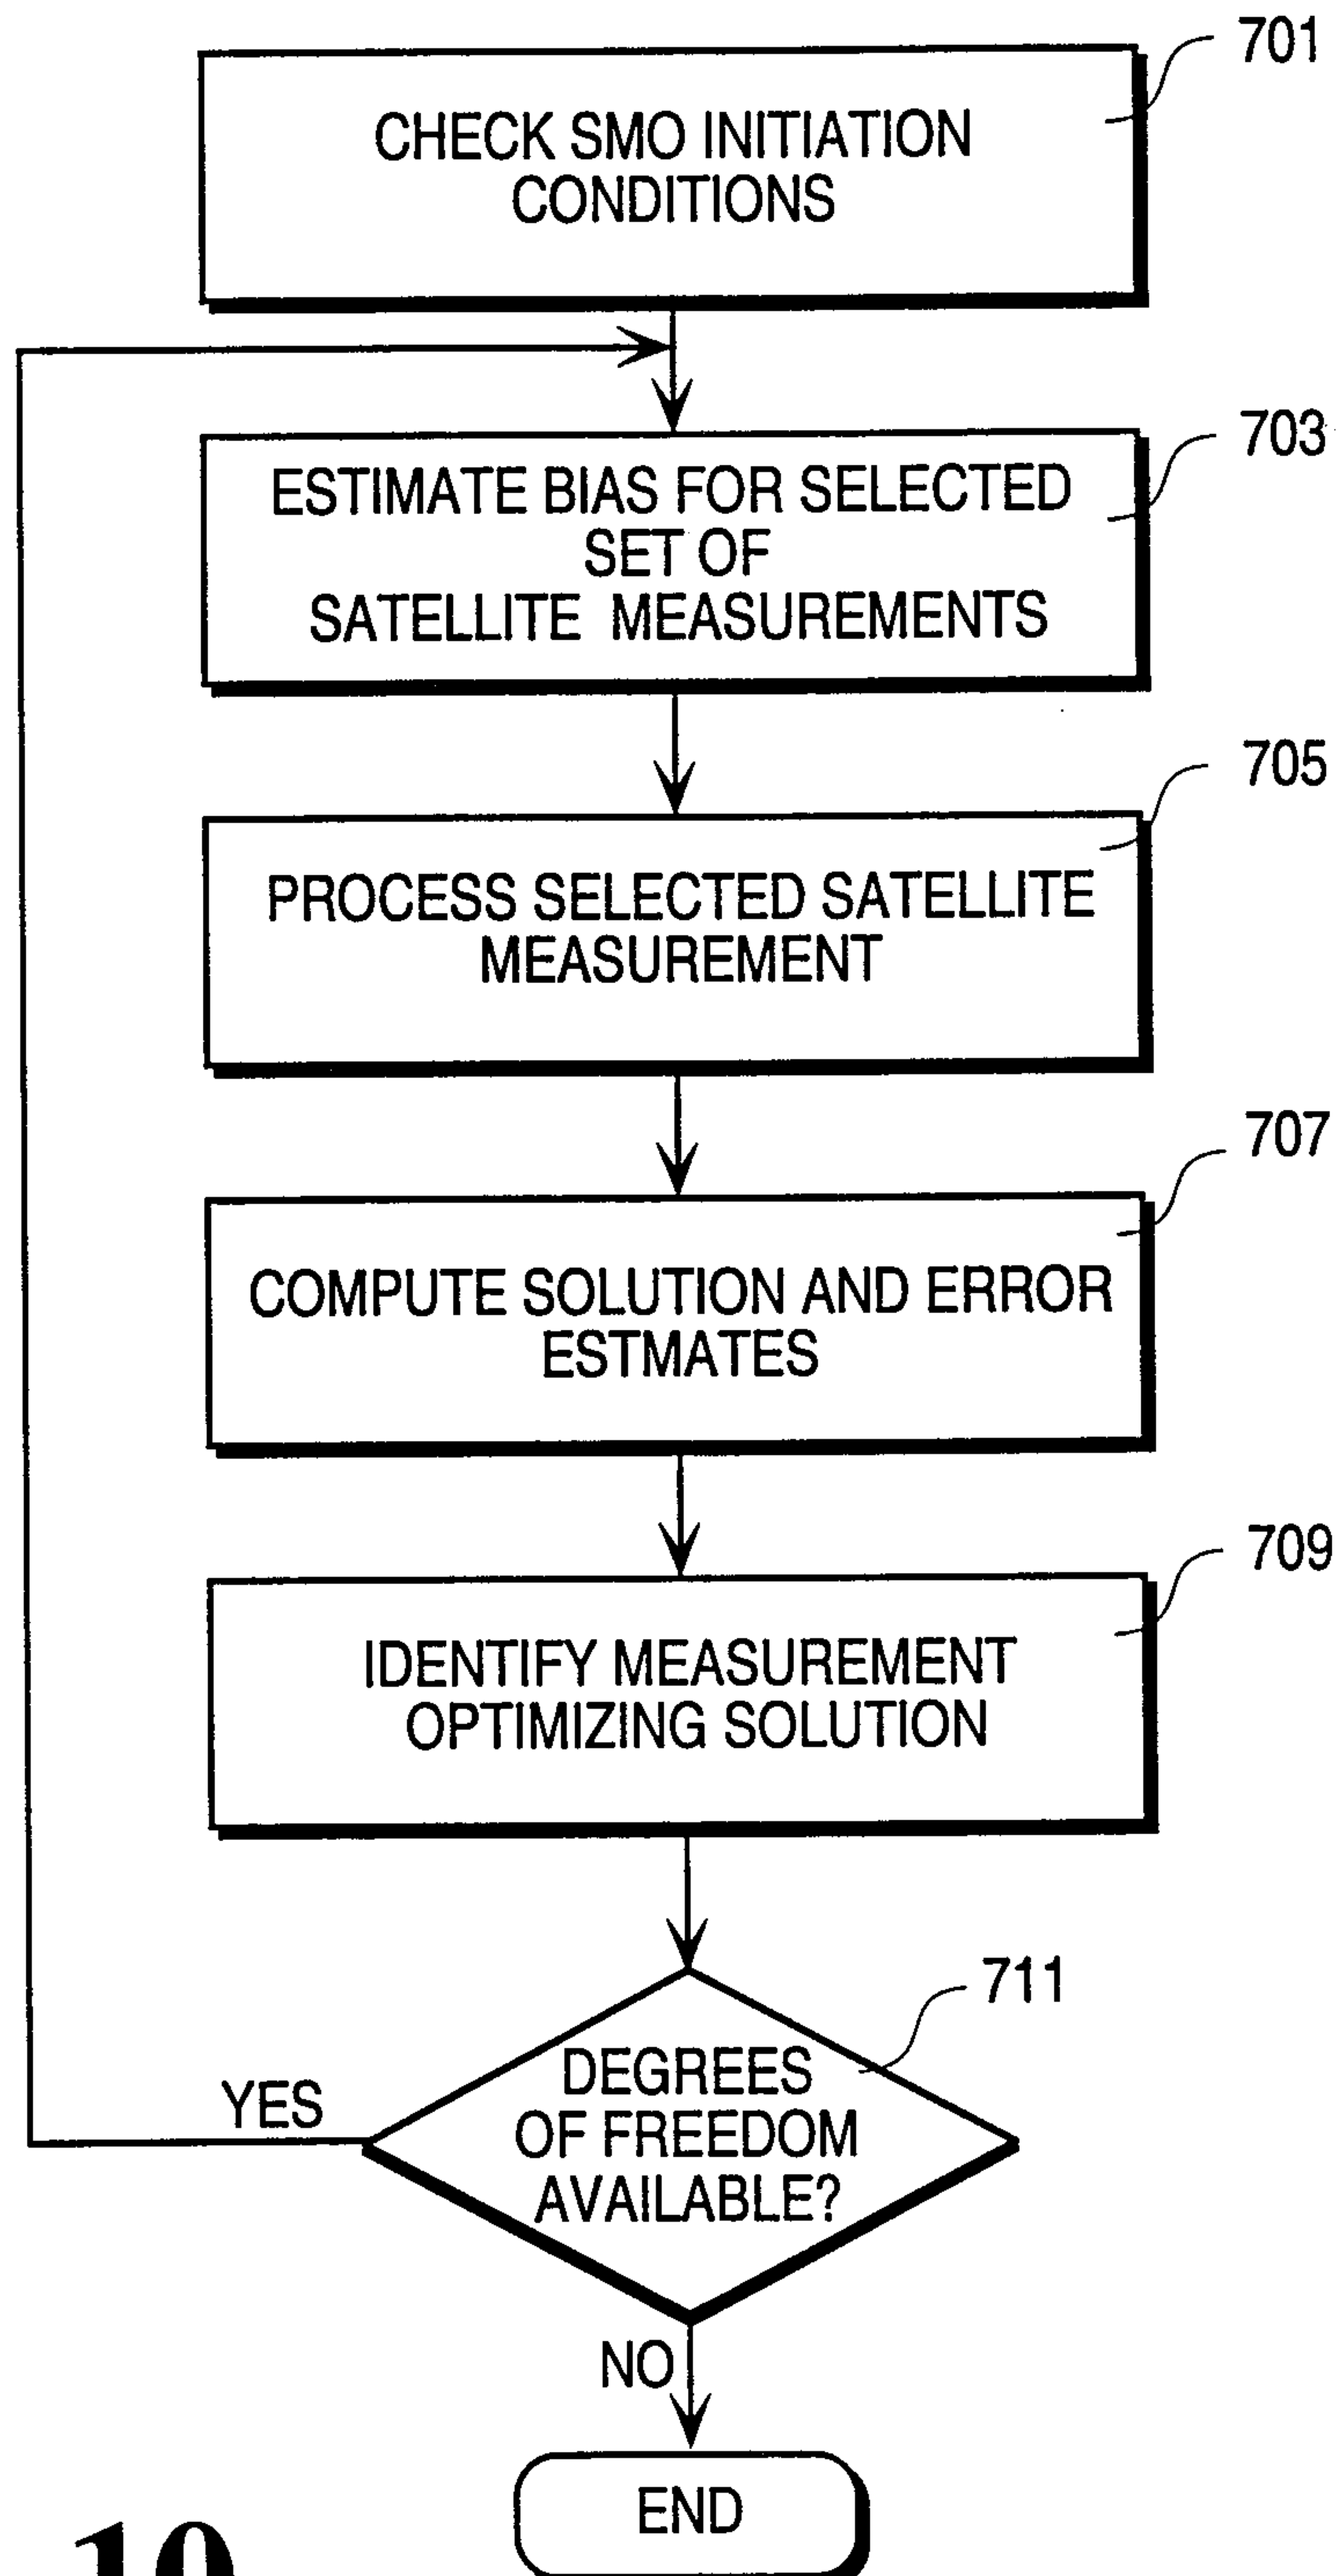 701
CHECK SMO INITIATION
CONDITIONS
703
ESTIMATE BIAS FOR SELECTED
SET OF
SATELLITE MEASUREMENTS
705
PROCESS SELECTED SATELLITE
MEASUREMENT
707
COMPUTE SOLUTION AND ERROR
ESTMATES
709
IDENTIFY MEASUREMENT
OPTIMIZING SOLUTION
711
DEGREES
OF FREEDOM
AVAILABLE?
YES
NO
END
10